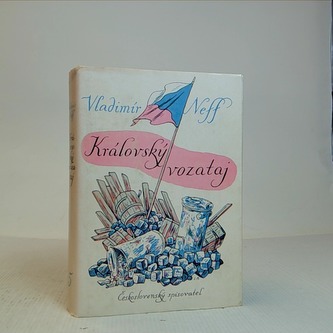 Vladimír Neff
Královský
vozataj
Československý spisovatel